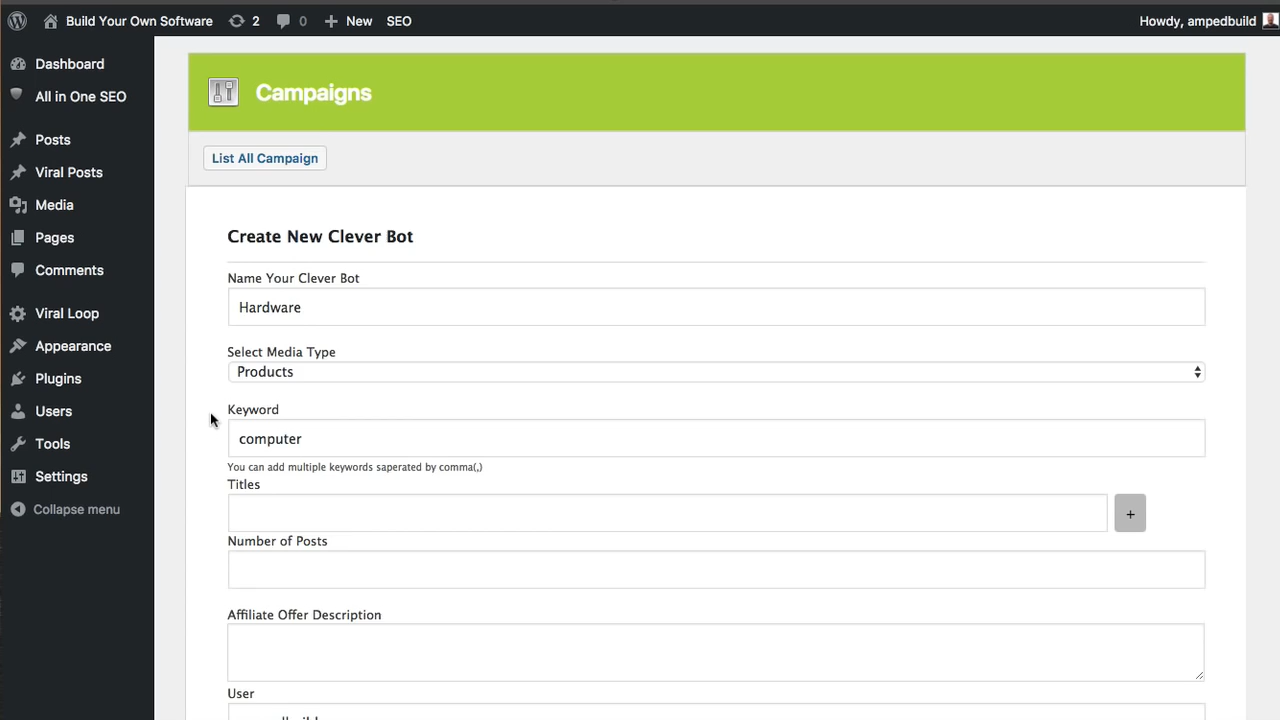 Build Your Own Software 2 0 + New SEO Howdy, ampedbuild
Dashboard
All in One SEO
Posts
Viral Posts
Media
Pages
Comments
Viral Loop
Appearance
Plugins
Users
Tools
Settings
Collapse menu
Campaigns
List All Campaign
Create New Clever Bot
Name Your Clever Bot
Hardware
Select Media Type
Products
Keyword
computer
You can add multiple keywords saperated by comma(,)
Titles
+
Number of Posts
Affiliate Offer Description
User